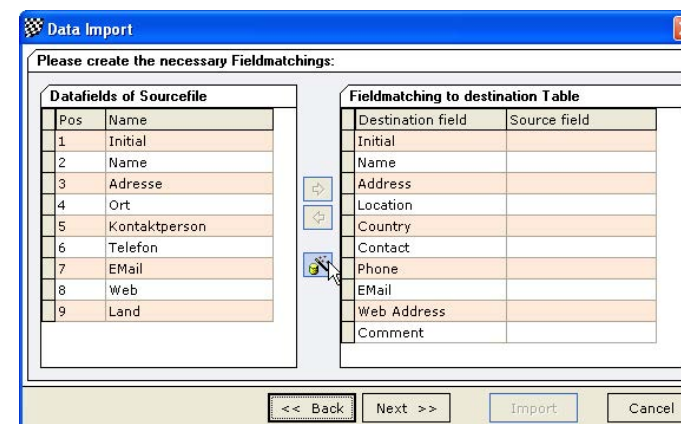 Data Import
Please create the necessary Fieldmatchings:
Datafields of Sourcefile
Pos Name
1 Initial
2 Name
3 Adresse
4 Ort
5 Kontaktperson
6 Telefon
7 EMail
8 Web
9 Land
Fieldmatching to destination Table
Destination field Source field
Initial
Name
Address
Location
Country
Contact
Phone
EMail
Web Address
Comment
<< Back Next >> Import Cancel